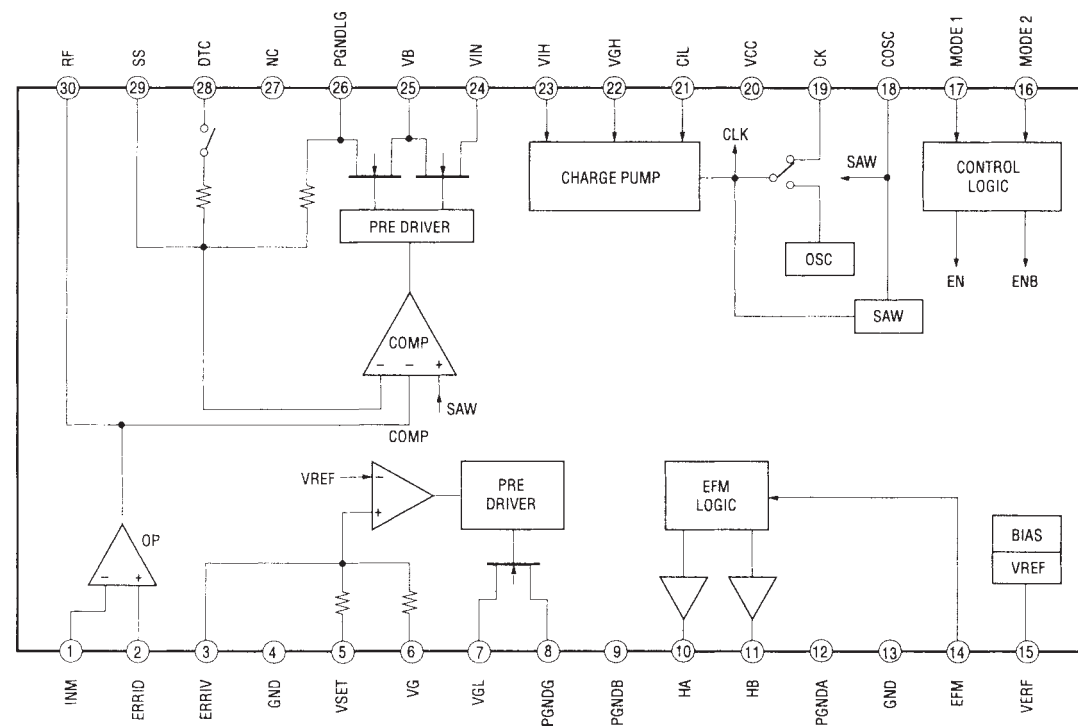 RF
SS
DTC
NC
PGNDLG
VB
VIN
VIH
VGH
CIL
VCC
CK
COSC
MODE 1
MODE 2
30
29
28
27
26
25
24
23
22
21
20
19
18
17
16
CHARGE PUMP
CLK
SAW
CONTROL
LOGIC
PRE DRIVER
OSC
EN
ENB
SAW
COMP
−
−
+
SAW
COMP
VREF
−
+
PRE
DRIVER
EFM
LOGIC
BIAS
VREF
OP
−
+
1
2
3
4
5
6
7
8
9
10
11
12
13
14
15
INM
ERRID
ERRIV
GND
VSET
VG
VGL
PGNDG
PGNDB
HA
HB
PGNDA
GND
EFM
VERF